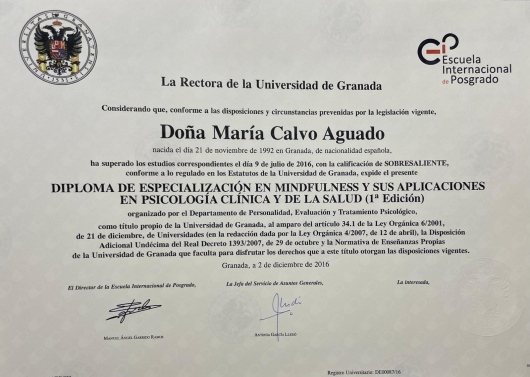 Escuela
Internacional
de Posgrado
La Rectora de la Universidad de Granada
Considerando que, conforme a las disposiciones y circunstancias prevenidas por la legislación vigente,
Doña María Calvo Aguado
nacida el día 21 de noviembre de 1992 en Granada, de nacionalidad española,
ha superado los estudios correspondientes el día 9 de julio de 2016, con la calificación de SOBRESALIENTE,
conforme a lo regulado en los Estatutos de la Universidad de Granada, expide el presente
DIPLOMA DE ESPECIALIZACIÓN EN MINDFULNESS Y SUS APLICACIONES
EN PSICOLOGÍA CLÍNICA Y DE LA SALUD (1ª Edición)
organizado por el Departamento de Personalidad, Evaluación y Tratamiento Psicológico,
como título propio de la Universidad de Granada, al amparo del artículo 34.1 de la Ley Orgánica 6/2001,
de 21 de diciembre, de Universidades (en la redacción dada por la Ley Orgánica 4/2007, de 12 de abril), la Disposición
Adicional Undécima del Real Decreto 1393/2007, de 29 de octubre y la Normativa de Enseñanzas Propias
de la Universidad de Granada que faculta para disfrutar los derechos que a este título otorgan las disposiciones vigentes.
Granada, a 2 de diciembre de 2016
El Director de la Escuela Internacional de Posgrado, La Jefa del Servicio de Asuntos Generales, La interesada,
Antonia García
Registro Universitario: